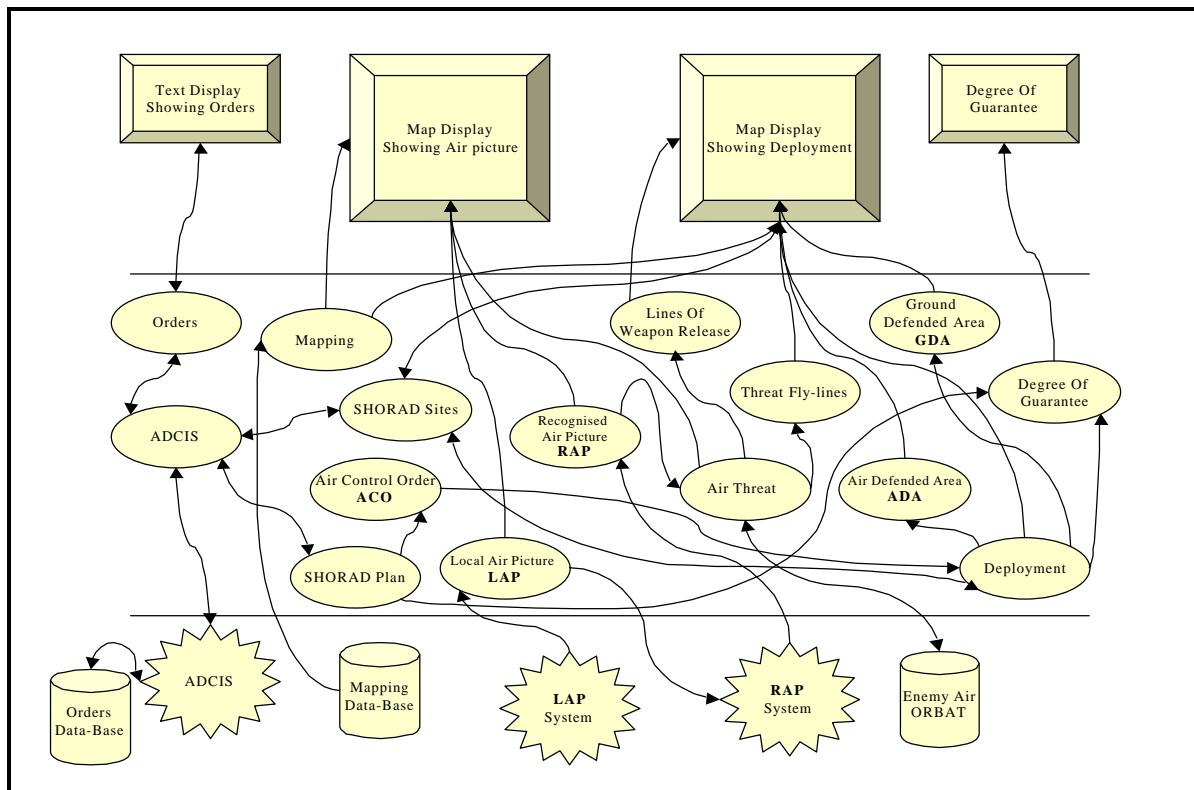 Text Display
Showing Orders
Map Display
Showing Air picture
Map Display
Showing Deployment
Degree Of
Guarantee
Orders
Mapping
Lines Of
Weapon Release
Ground
Defended Area
GDA
SHORAD Sites
Threat Fly-lines
Degree Of
Guarantee
ADCIS
Recognised
Air Picture
RAP
Air Control Order
ACO
Air Threat
Air Defended Area
ADA
SHORAD Plan
Local Air Picture
LAP
Deployment
ADCIS
Orders
Data-Base
Mapping
Data-Base
LAP
System
RAP
System
Enemy Air
ORBAT